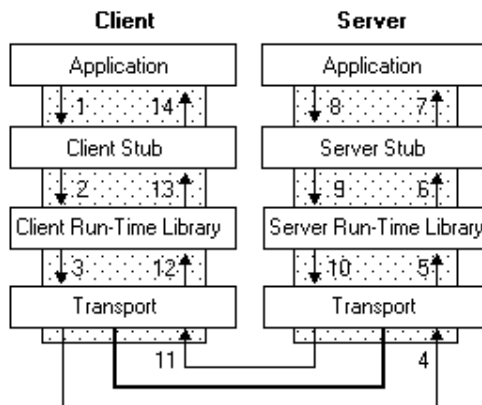 Client Server
Application Application
1 14 8 7
Client Stub Server Stub
2 13 9 6
Client Run-Time Library Server Run-Time Library
3 12 10 5
Transport Transport
11 4